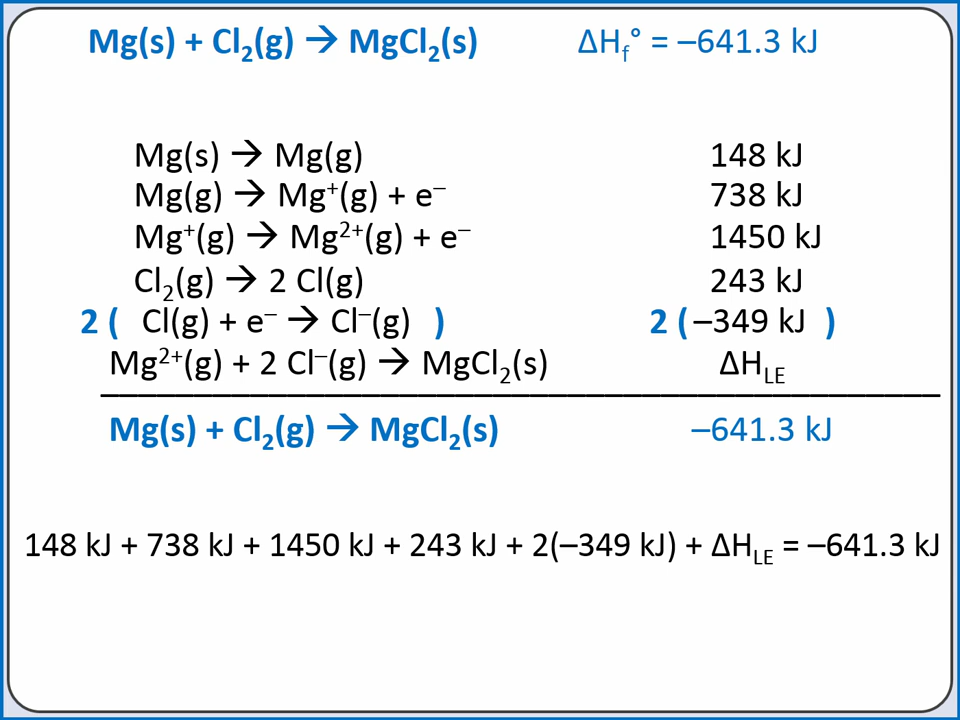 Mg(s) + Cl₂(g) → MgCl₂(s) ΔHf° = –641.3 kJ
Mg(s) → Mg(g) 148 kJ
Mg(g) → Mg⁺(g) + e⁻ 738 kJ
Mg⁺(g) → Mg²⁺(g) + e⁻ 1450 kJ
Cl₂(g) → 2 Cl(g) 243 kJ
2 ( Cl(g) + e⁻ → Cl⁻(g) ) 2 ( –349 kJ )
Mg²⁺(g) + 2 Cl⁻(g) → MgCl₂(s) ΔHLE
Mg(s) + Cl₂(g) → MgCl₂(s) –641.3 kJ
148 kJ + 738 kJ + 1450 kJ + 243 kJ + 2(–349 kJ) + ΔHLE = –641.3 kJ